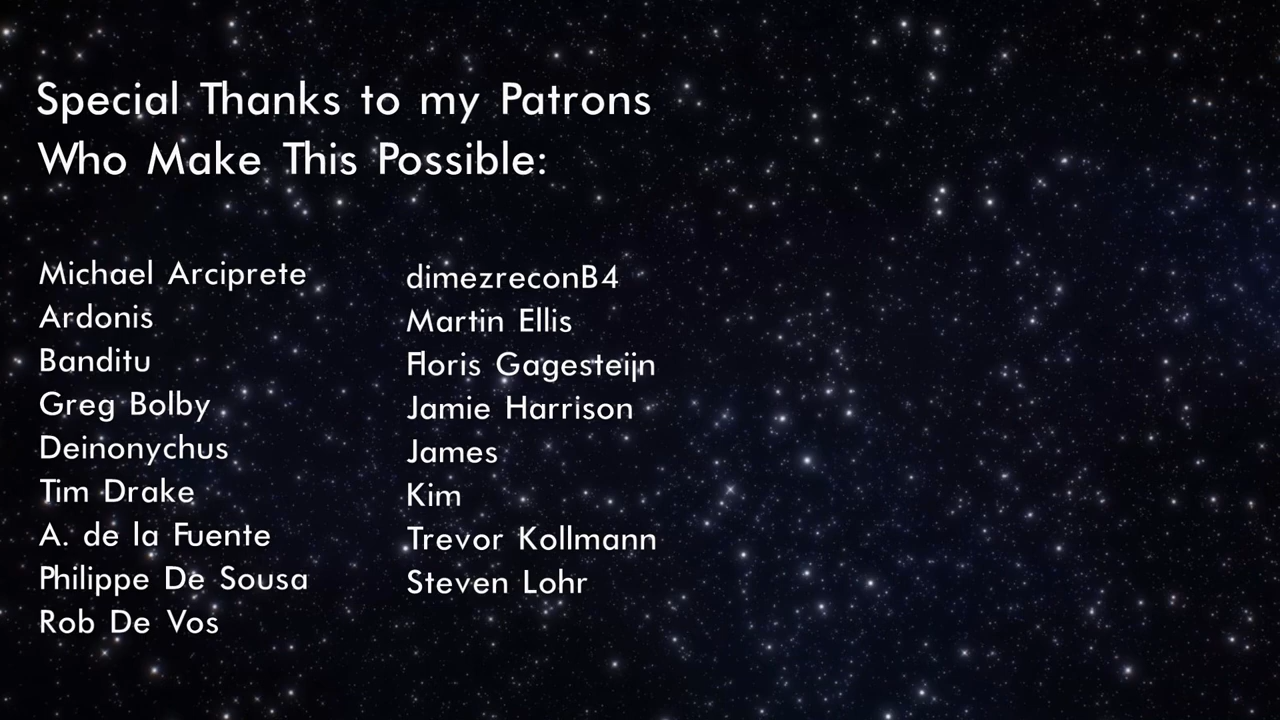 Special Thanks to my Patrons
Who Make This Possible:
Michael Arciprete
Ardonis
Banditu
Greg Bolby
Deinonychus
Tim Drake
A. de la Fuente
Philippe De Sousa
Rob De Vos
dimezreconB4
Martin Ellis
Floris Gagesteijn
Jamie Harrison
James
Kim
Trevor Kollmann
Steven Lohr